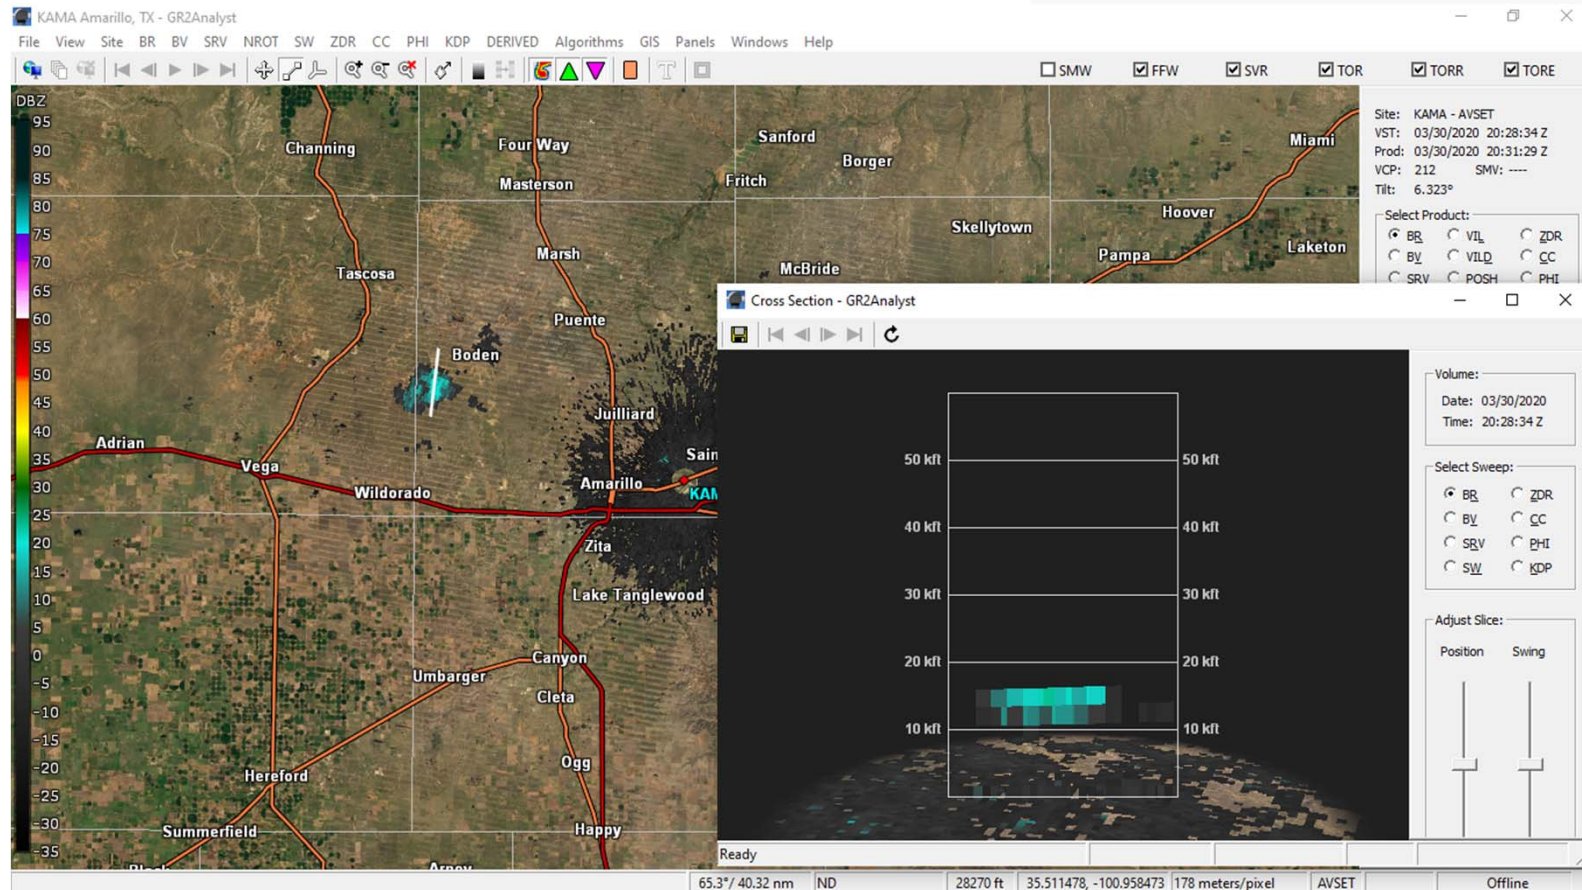 KAMA Amarillo, TX - GR2Analyst
File View Site BR BV SRV NROT SW ZDR CC PHI KDP DERIVED Algorithms GIS Panels Windows Help
SMW FFW SVR TOR TORR TORE
DBZ
95
90
85
80
75
70
65
60
55
50
45
40
35
30
25
20
15
10
5
0
-5
-10
-15
-20
-25
-30
-35
Channing
Four Way
Masterson
Sanford
Borger
Fritch
Miami
Hoover
Skellytown
Laketon
Pampa
Marsh
Tascosa
McBride
Puente
Boden
Juilliard
Adrian
Vega
Sain
Amarillo
KAM
Wildorado
Zita
Lake Tanglewood
Canyon
Umbarger
Cleta
Ogg
Hereford
Summerfield
Happy
Site: KAMA - AVSET
VST: 03/30/2020 20:28:34 Z
Prod: 03/30/2020 20:31:29 Z
VCP: 212 SMV: ----
Tilt: 6.323°
Select Product:
BR VIL ZDR
BV VILD CC
SRV POSH PHI
Cross Section - GR2Analyst
50 kft 50 kft
40 kft 40 kft
30 kft 30 kft
20 kft 20 kft
10 kft 10 kft
Volume:
Date: 03/30/2020
Time: 20:28:34 Z
Select Sweep:
BR ZDR
BV CC
SRV PHI
SW KDP
Adjust Slice:
Position Swing
Ready
65.3°/ 40.32 nm ND 28270 ft 35.511478, -100.958473 178 meters/pixel AVSET Offline